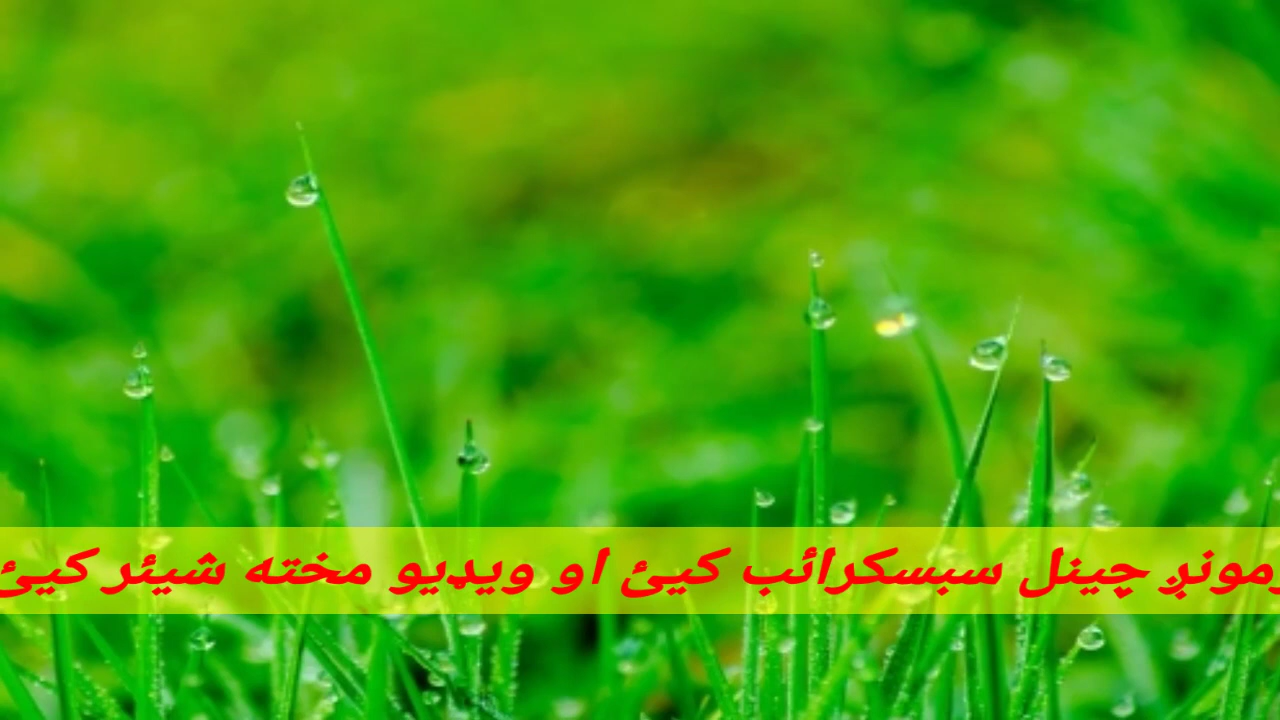 مونږ چینل سبسکرائب کیئ او ویډیو مخته شیئر کیئ